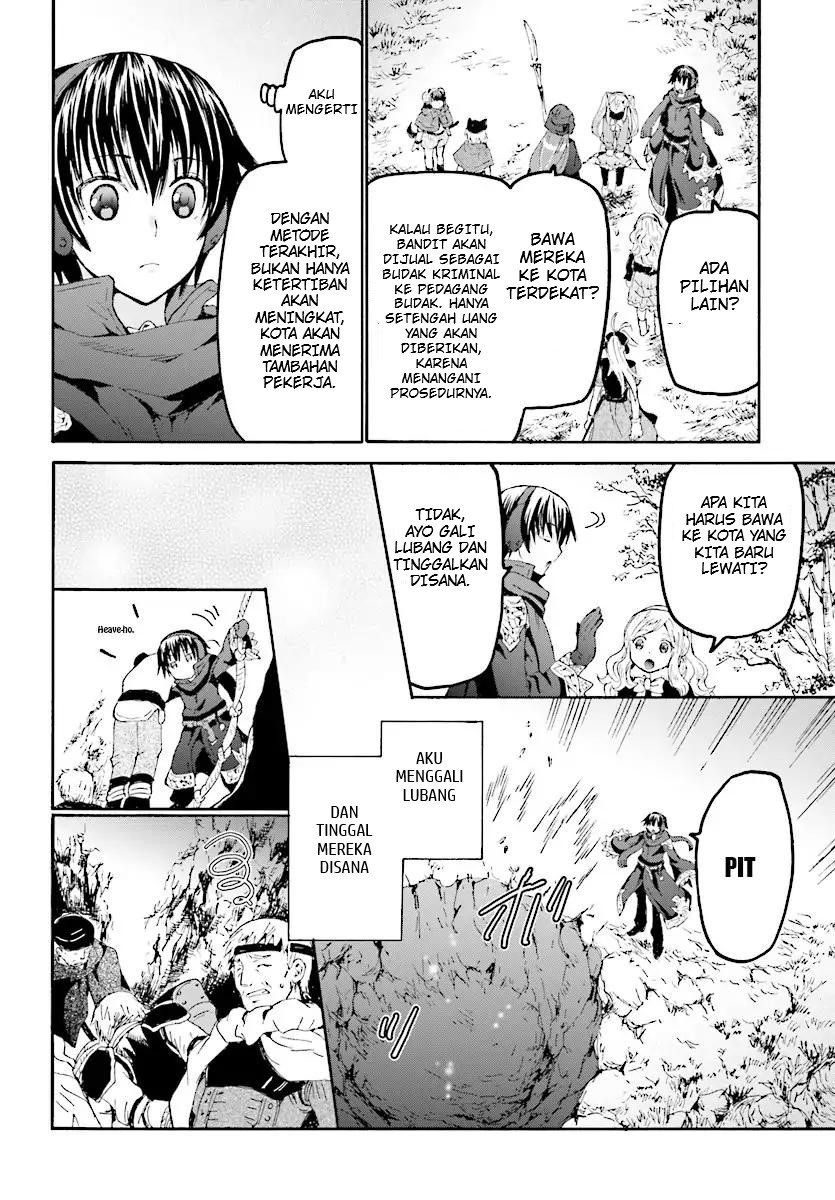 ADA
PILIHAN
LAIN?
BAWA
MEREKA
KE KOTA
TERDEKAT?
KALAU BEGITU,
BANDIT AKAN
DIJUAL SEBAGAI
BUDAK KRIMINAL
KE PEDAGANG
BUDAK. HANYA
SETENGAH UANG
YANG AKAN
DIBERIKAN,
KARENA
MENANGANI
PROSEDURNYA.
AKU
MENGERTI
DENGAN
METODE
TERAKHIR,
BUKAN HANYA
KETERTIBAN
AKAN
MENINGKAT,
KOTA AKAN
MENERIMA
TAMBAHAN
PEKERJA.
APA KITA
HARUS BAWA
KE KOTA YANG
KITA BARU
LEWATI?
TIDAK,
AYO GALI
LUBANG DAN
TINGGALKAN
DISANA.
PIT
AKU
MENGGALI
LUBANG
Heave-ho.
DAN
TINGGAL
MEREKA
DISANA